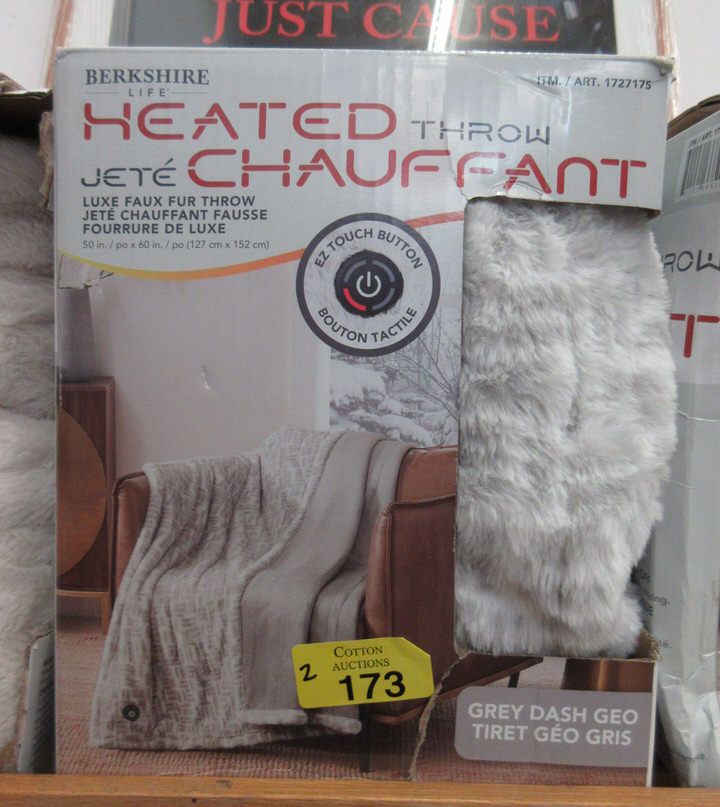 JUST CAUSE
BERKSHIRE
LIFE
ITM. / ART. 1727175
HEATED THROW
JETÉ CHAUFFANT
LUXE FAUX FUR THROW
JETÉ CHAUFFANT FAUSSE
FOURRURE DE LUXE
50 in. / po x 60 in. / po (127 cm x 152 cm)
EZ TOUCH BUTTON
BOUTON TACTILE
2
COTTON
AUCTIONS
173
GREY DASH GEO
TIRET GÉO GRIS